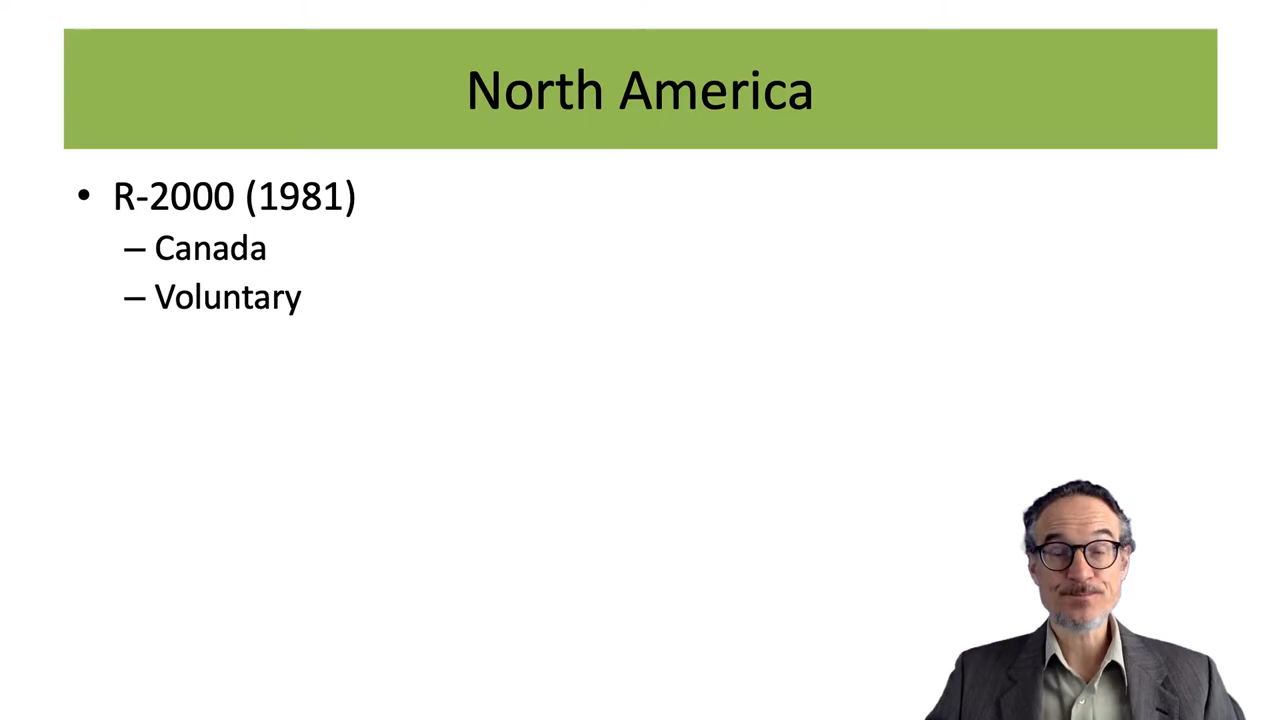 North America
• R-2000 (1981)
– Canada
– Voluntary